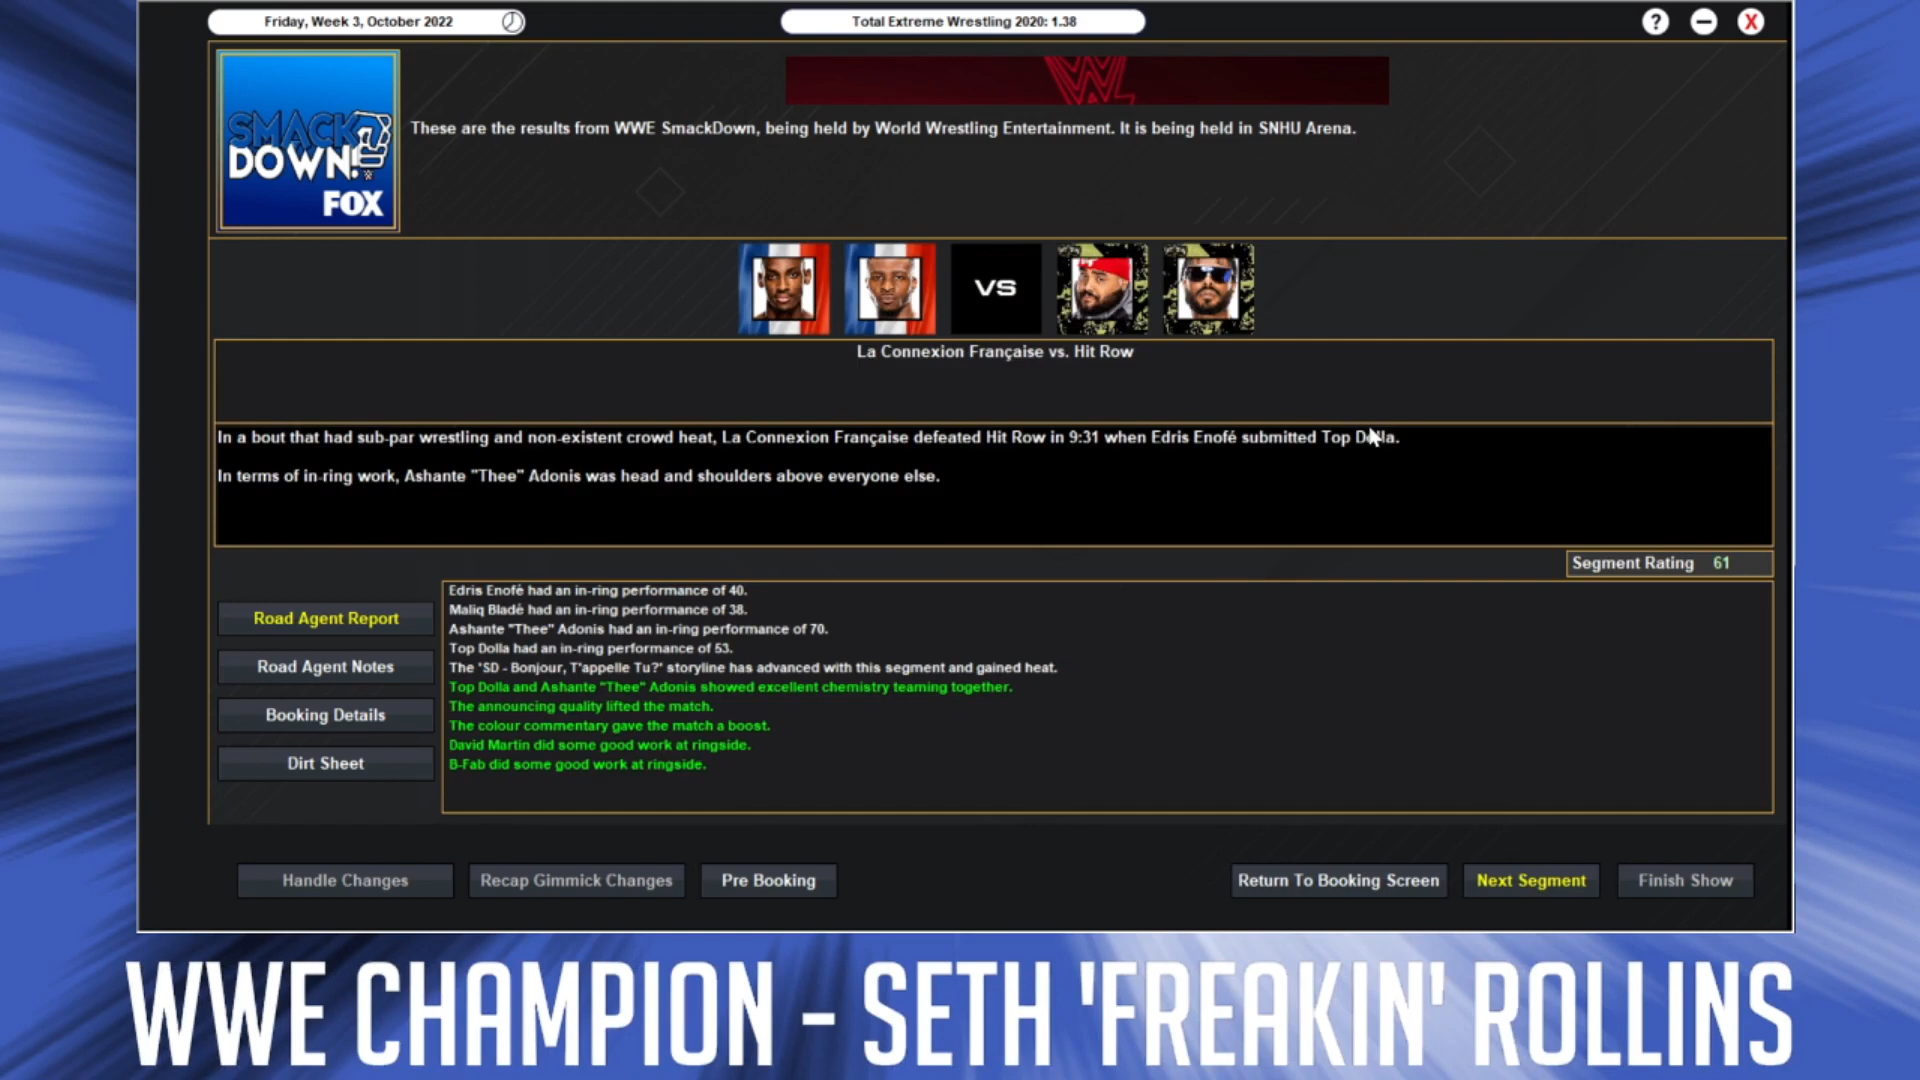 Friday, Week 3, October 2022
Total Extreme Wrestling 2020: 1.38
?
X
SMACK
DOWN!
FOX
These are the results from WWE SmackDown, being held by World Wrestling Entertainment. It is being held in SNHU Arena.
VS
La Connexion Française vs. Hit Row
In a bout that had sub-par wrestling and non-existent crowd heat, La Connexion Française defeated Hit Row in 9:31 when Edris Enofé submitted Top Dolla.
In terms of in-ring work, Ashante "Thee" Adonis was head and shoulders above everyone else.
Segment Rating 61
Road Agent Report
Road Agent Notes
Booking Details
Dirt Sheet
Edris Enofé had an in-ring performance of 40.
Maliq Bladé had an in-ring performance of 38.
Ashante "Thee" Adonis had an in-ring performance of 70.
Top Dolla had an in-ring performance of 53.
The 'SD - Bonjour, T'appelle Tu?' storyline has advanced with this segment and gained heat.
Top Dolla and Ashante "Thee" Adonis showed excellent chemistry teaming together.
The announcing quality lifted the match.
The colour commentary gave the match a boost.
David Martin did some good work at ringside.
B-Fab did some good work at ringside.
Handle Changes
Recap Gimmick Changes
Pre Booking
Return To Booking Screen
Next Segment
Finish Show
WWE CHAMPION - SETH 'FREAKIN' ROLLINS